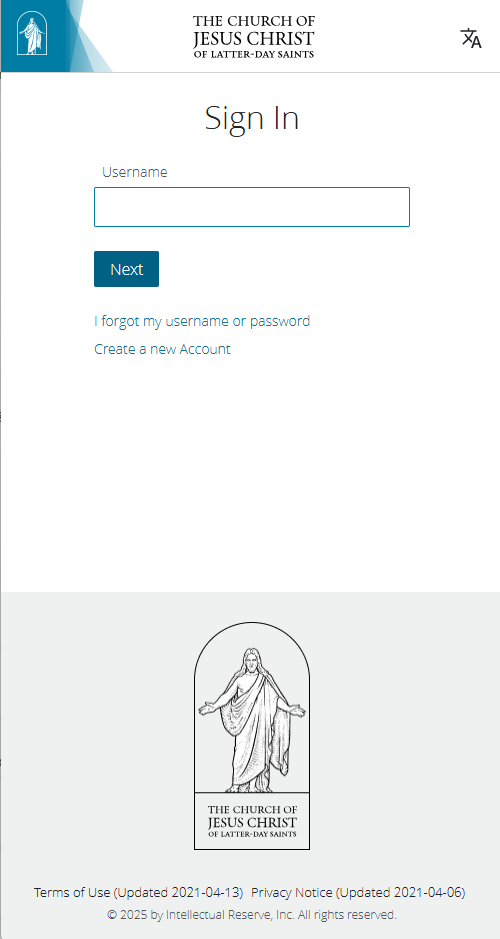 THE CHURCH OF
JESUS CHRIST
OF LATTER-DAY SAINTS
Sign In
Username
Next
I forgot my username or password
Create a new Account
THE CHURCH OF
JESUS CHRIST
OF LATTER-DAY SAINTS
Terms of Use (Updated 2021-04-13) Privacy Notice (Updated 2021-04-06)
© 2025 by Intellectual Reserve, Inc. All rights reserved.